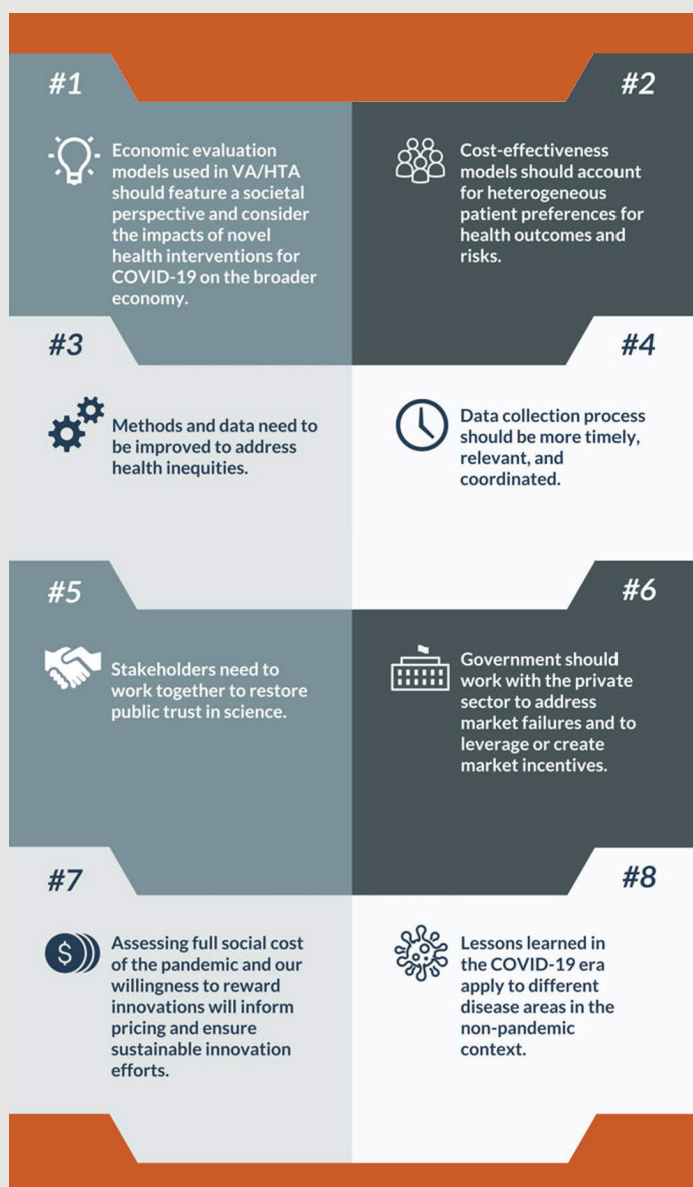 #1
Economic evaluation
models used in VA/HTA
should feature a societal
perspective and consider
the impacts of novel
health interventions for
COVID-19 on the broader
economy.
#2
Cost-effectiveness
models should account
for heterogeneous
patient preferences for
health outcomes and
risks.
#3
Methods and data need to
be improved to address
health inequities.
#4
Data collection process
should be more timely,
relevant, and
coordinated.
#5
Stakeholders need to
work together to restore
public trust in science.
#6
Government should
work with the private
sector to address
market failures and to
leverage or create
market incentives.
#7
$
Assessing full social cost
of the pandemic and our
willingness to reward
innovations will inform
pricing and ensure
sustainable innovation
efforts.
#8
Lessons learned in
the COVID-19 era
apply to different
disease areas in the
non-pandemic
context.